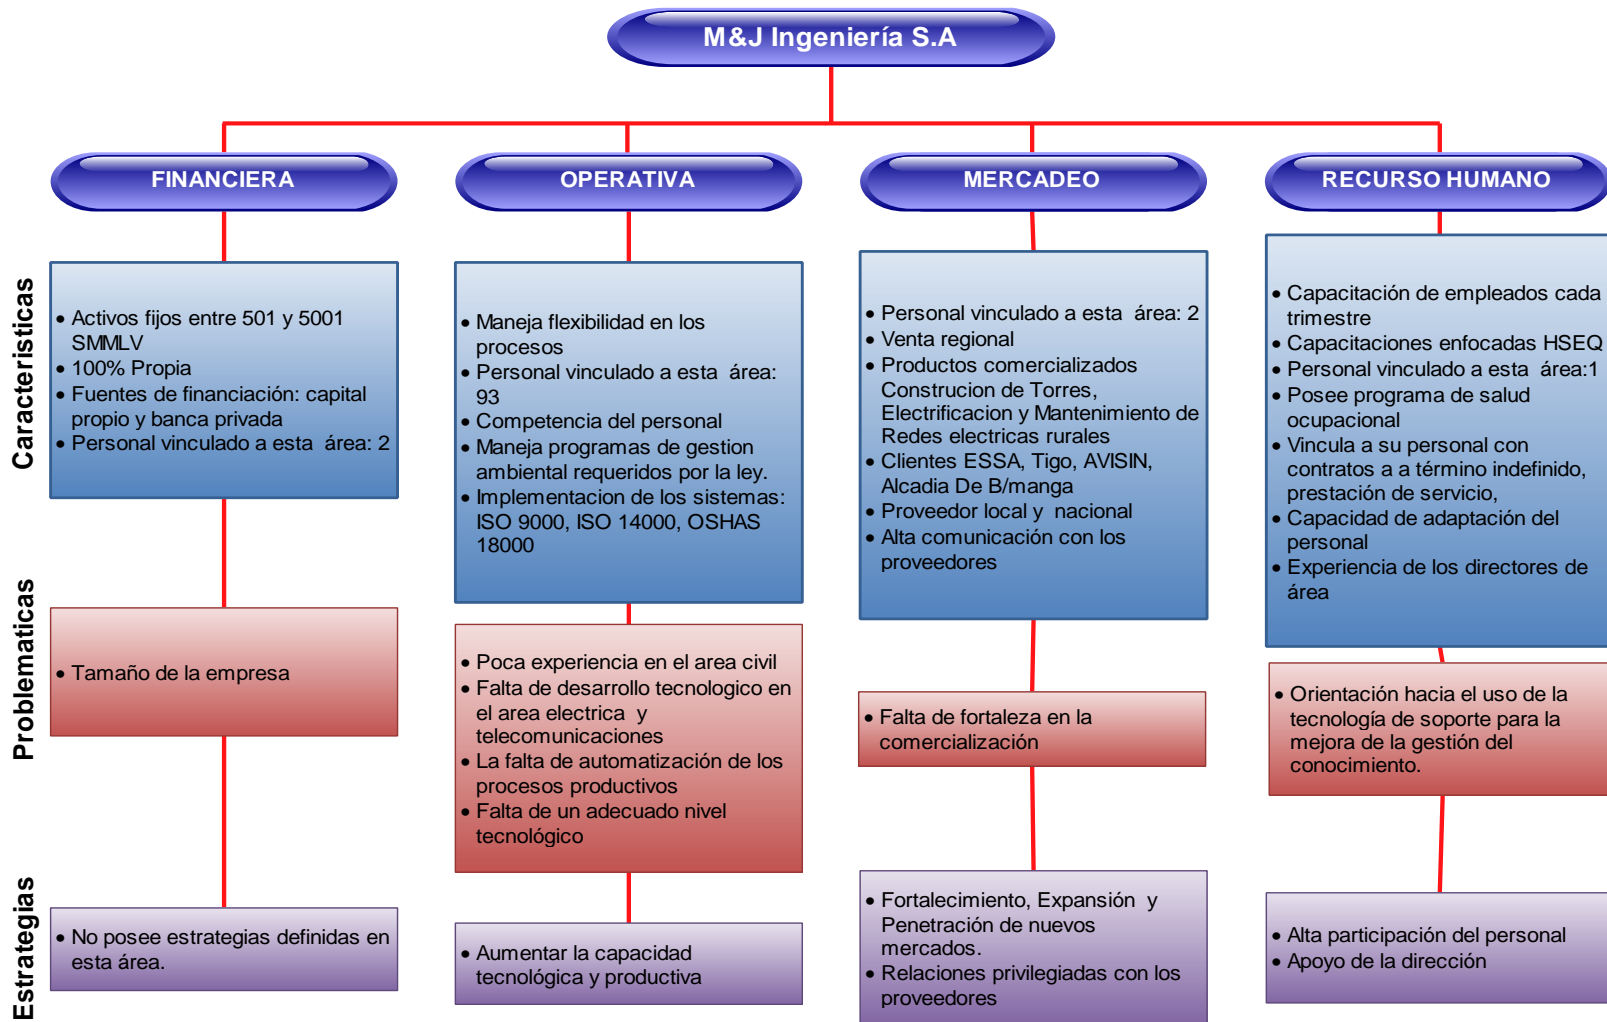 M&J Ingeniería S.A
FINANCIERA
OPERATIVA
MERCADEO
RECURSO HUMANO
Características
• Activos fijos entre 501 y 5001
SMMLV
• 100% Propia
• Fuentes de financiación: capital
propio y banca privada
• Personal vinculado a esta área: 2
• Maneja flexibilidad en los
procesos
• Personal vinculado a esta área:
93
• Competencia del personal
• Maneja programas de gestion
ambiental requeridos por la ley.
• Implementacion de los sistemas:
ISO 9000, ISO 14000, OSHAS
18000
• Personal vinculado a esta área: 2
• Venta regional
• Productos comercializados
Construcion de Torres,
Electrificacion y Mantenimiento de
Redes electricas rurales
• Clientes ESSA, Tigo, AVISIN,
Alcadia De B/manga
• Proveedor local y nacional
• Alta comunicación con los
proveedores
• Capacitación de empleados cada
trimestre
• Capacitaciones enfocadas HSEQ
• Personal vinculado a esta área:1
• Posee programa de salud
ocupacional
• Vincula a su personal con
contratos a a término indefinido,
prestación de servicio,
• Capacidad de adaptación del
personal
• Experiencia de los directores de
área
Problematicas
• Tamaño de la empresa
• Poca experiencia en el area civil
• Falta de desarrollo tecnologico en
el area electrica y
telecomunicaciones
• La falta de automatización de los
procesos productivos
• Falta de un adecuado nivel
tecnológico
• Falta de fortaleza en la
comercialización
• Orientación hacia el uso de la
tecnología de soporte para la
mejora de la gestión del
conocimiento.
Estrategias
• No posee estrategias definidas en
esta área.
• Aumentar la capacidad
tecnológica y productiva
• Fortalecimiento, Expansión y
Penetración de nuevos
mercados.
• Relaciones privilegiadas con los
proveedores
• Alta participación del personal
• Apoyo de la dirección